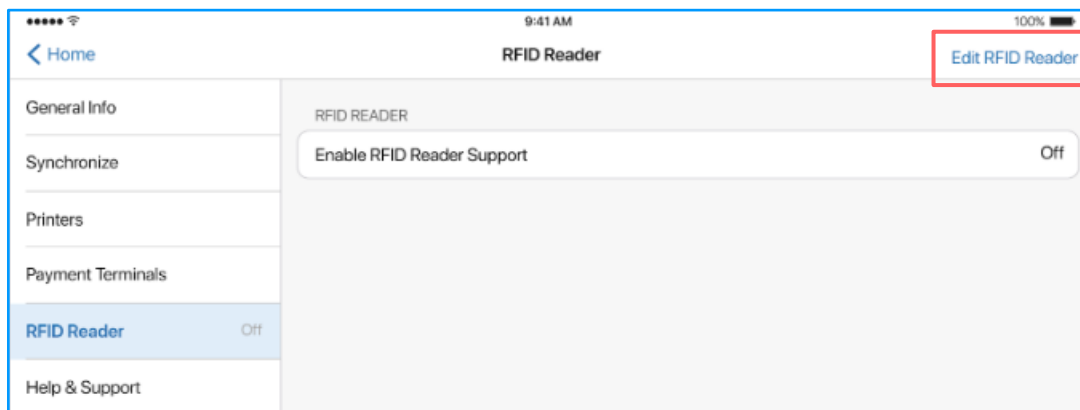 9:41 AM
100%
Home
RFID Reader
Edit RFID Reader
General Info
Synchronize
Printers
Payment Terminals
RFID Reader Off
Help & Support
RFID READER
Enable RFID Reader Support Off